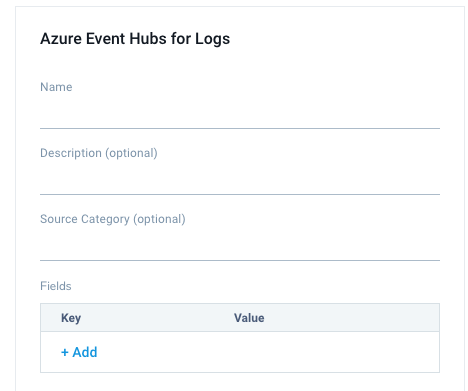 Azure Event Hubs for Logs
Name
Description (optional)
Source Category (optional)
Fields
Key Value
+ Add